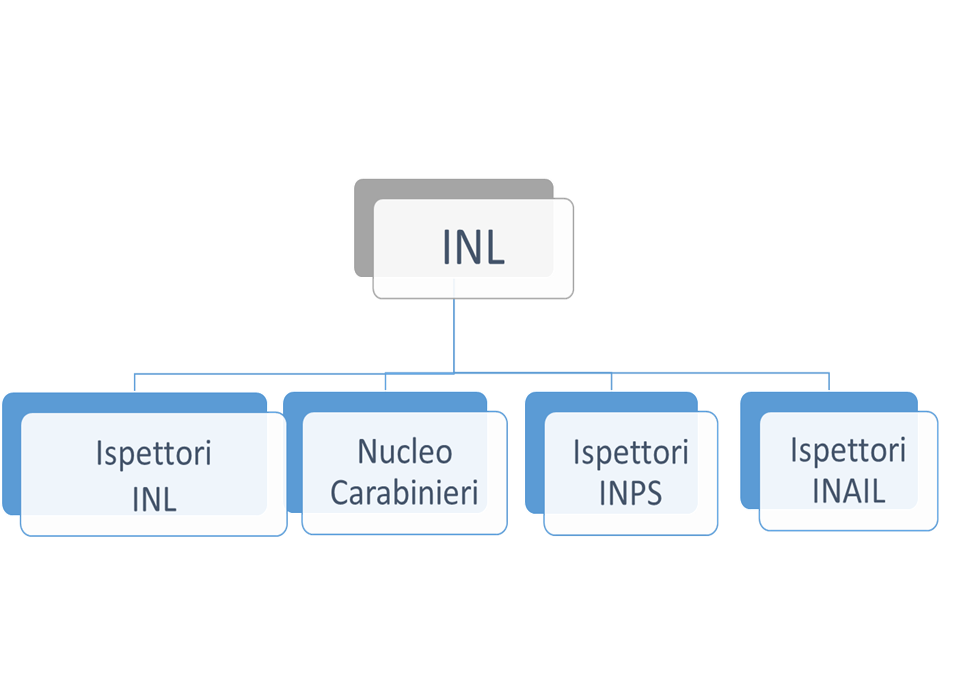 INL
Ispettori
INL
Nucleo
Carabinieri
Ispettori
INPS
Ispettori
INAIL